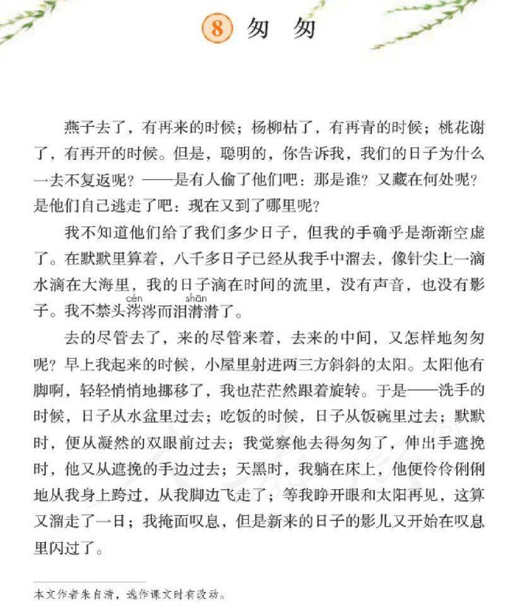 8 匆匆
燕子去了，有再来的时候；杨柳枯了，有再青的时候；桃花谢
了，有再开的时候。但是，聪明的，你告诉我，我们的日子为什么
一去不复返呢？——是有人偷了他们吧：那是谁？又藏在何处呢？
是他们自己逃走了吧：现在又到了哪里呢？
我不知道他们给了我们多少日子，但我的手确乎是渐渐空虚
了。在默默里算着，八千多日子已经从我手中溜去，像针尖上一滴
水滴在大海里，我的日子滴在时间的流里，没有声音，也没有影
cén shān
子。我不禁头涔涔而泪潸潸了。
去的尽管去了，来的尽管来着，去来的中间，又怎样地匆匆
呢？早上我起来的时候，小屋里射进两三方斜斜的太阳。太阳他有
脚啊，轻轻悄悄地挪移了，我也茫茫然跟着旋转。于是——洗手的
时候，日子从水盆里过去；吃饭的时候，日子从饭碗里过去；默默
时，便从凝然的双眼前过去；我觉察他去得匆匆了，伸出手遮挽
时，他又从遮挽的手边过去；天黑时，我躺在床上，他便伶伶俐俐
地从我身上跨过，从我脚边飞走了；等我睁开眼和太阳再见，这算
又溜走了一日；我掩面叹息，但是新来的日子的影儿又开始在叹息
里闪过了。
本文作者朱自清，选作课文时有改动。